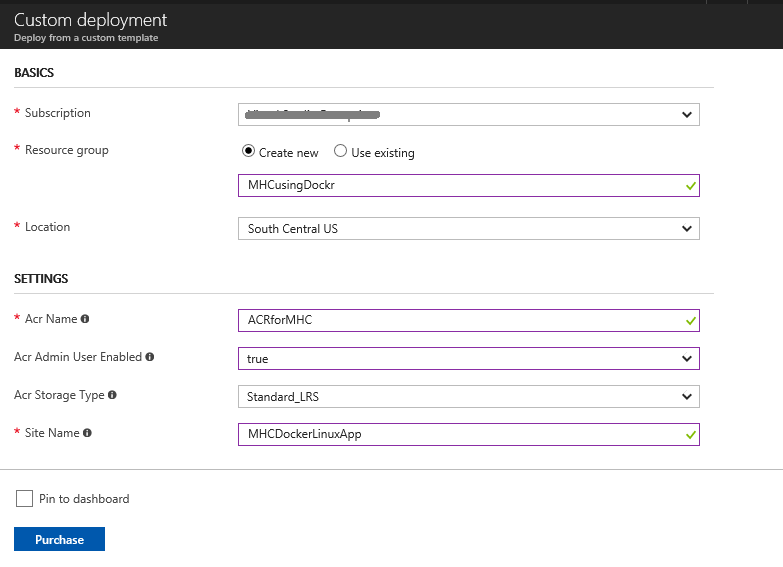 Custom deployment
Deploy from a custom template
BASICS
* Subscription
* Resource group
Create new Use existing
MHCusingDockr
* Location South Central US
SETTINGS
* Acr Name ACRforMHC
Acr Admin User Enabled true
Acr Storage Type Standard_LRS
* Site Name MHCDockerLinuxApp
Pin to dashboard
Purchase